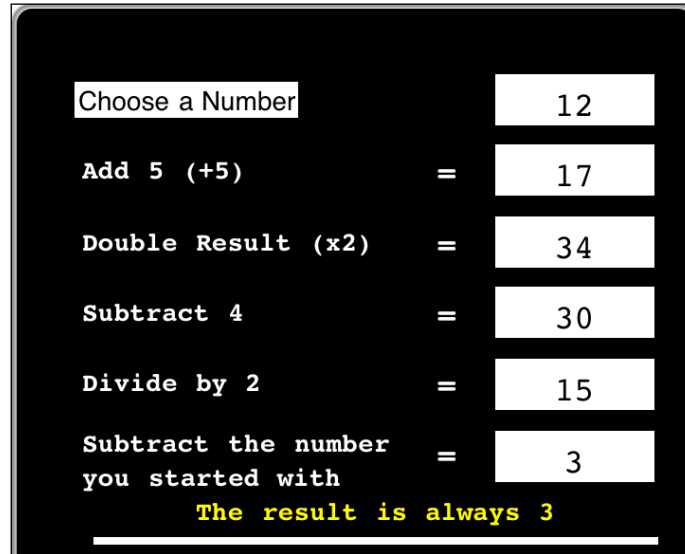 Choose a Number 12
Add 5 (+5) = 17
Double Result (x2) = 34
Subtract 4 = 30
Divide by 2 = 15
Subtract the number
you started with = 3
The result is always 3